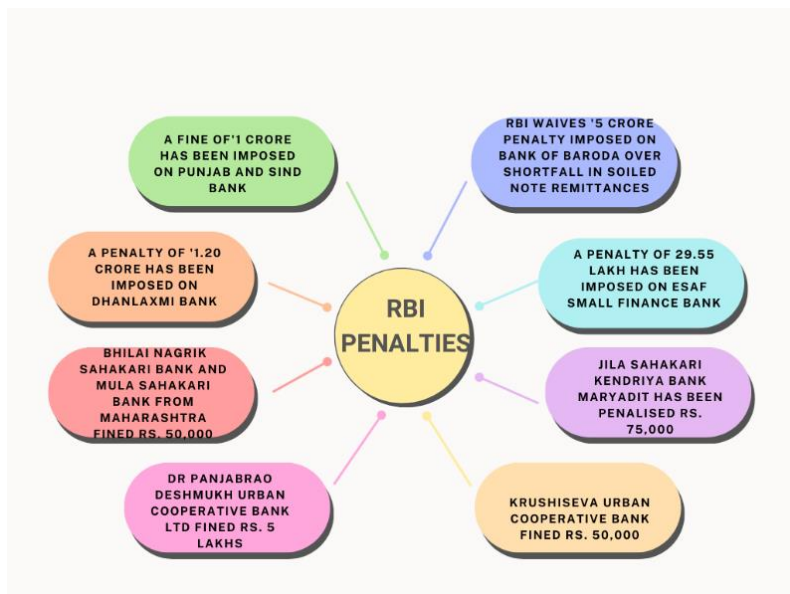 A FINE OF'1 CRORE
HAS BEEN IMPOSED
ON PUNJAB AND SIND
BANK
RBI WAIVES '5 CRORE
PENALTY IMPOSED ON
BANK OF BARODA OVER
SHORTFALL IN SOILED
NOTE REMITTANCES
A PENALTY OF '1.20
CRORE HAS BEEN
IMPOSED ON
DHANLAXMI BANK
A PENALTY OF 29.55
LAKH HAS BEEN
IMPOSED ON ESAF
SMALL FINANCE BANK
RBI
PENALTIES
BHILAI NAGRIK
SAHAKARI BANK AND
MULA SAHAKARI
BANK FROM
MAHARASHTRA
FINED RS. 50,000
JILA SAHAKARI
KENDRIYA BANK
MARYADIT HAS BEEN
PENALISED RS.
75,000
DR PANJABRAO
DESHMUKH URBAN
COOPERATIVE BANK
LTD FINED RS. 5
LAKHS
KRUSHISEVA URBAN
COOPERATIVE BANK
FINED RS. 50,000